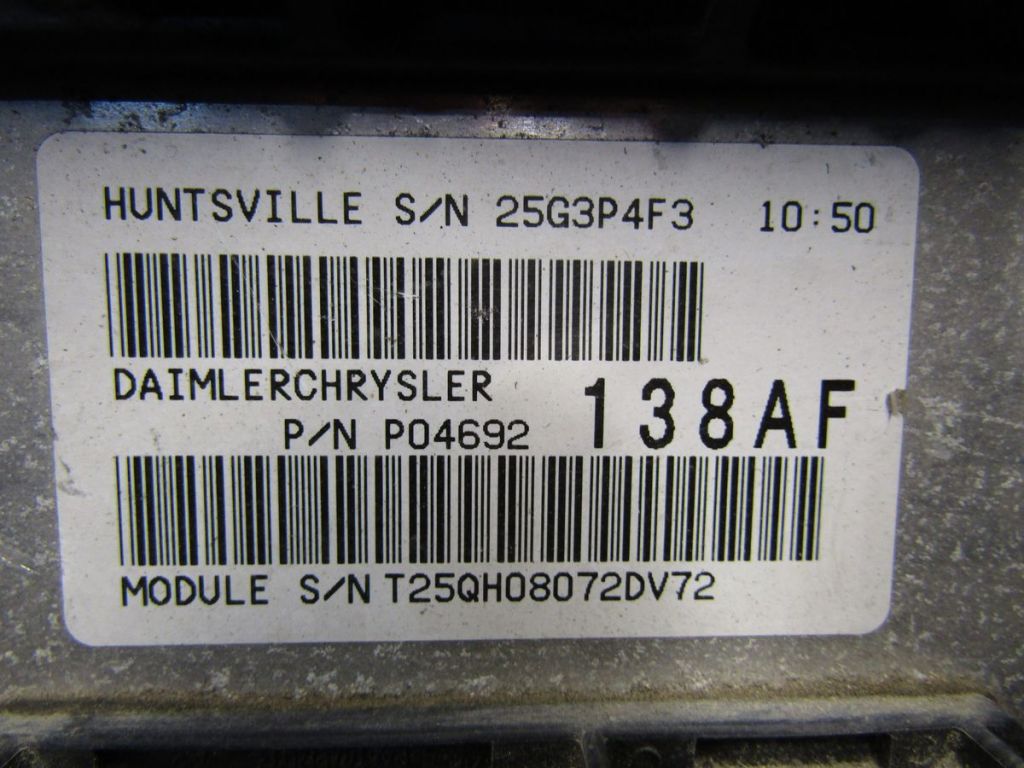 HUNTSVILLE S/N 25G3P4F3 10:50
DAIMLERCHRYSLER
P/N P04692 138AF
MODULE S/N T25QH08072DV72